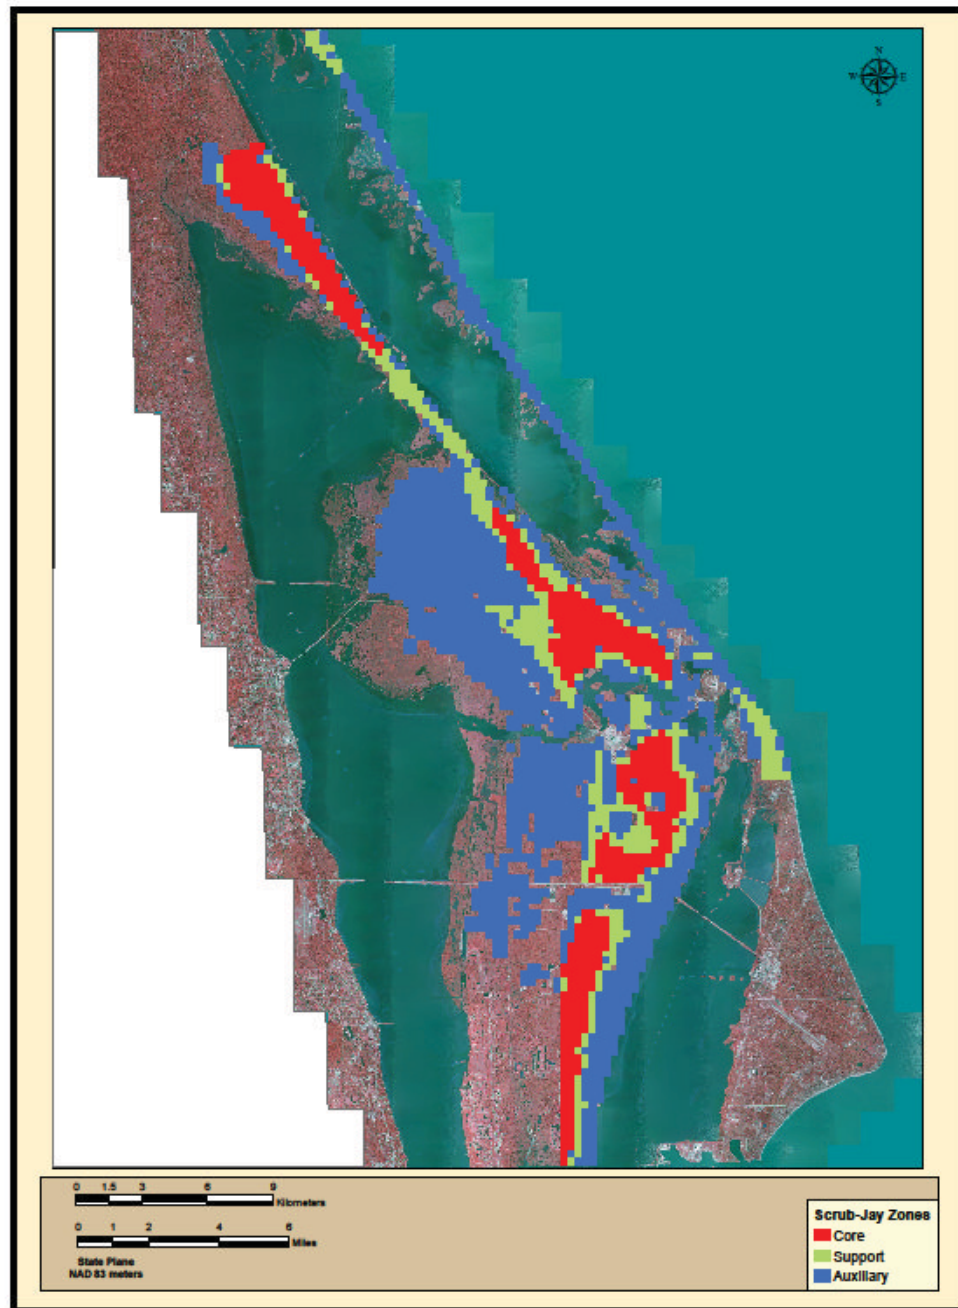 N
W E
S
0 1.5 3 6 9
Kilometers
0 1 2 4 6
Miles
State Plane
NAD 83 meters
Scrub-Jay Zones
Core
Support
Auxiliary